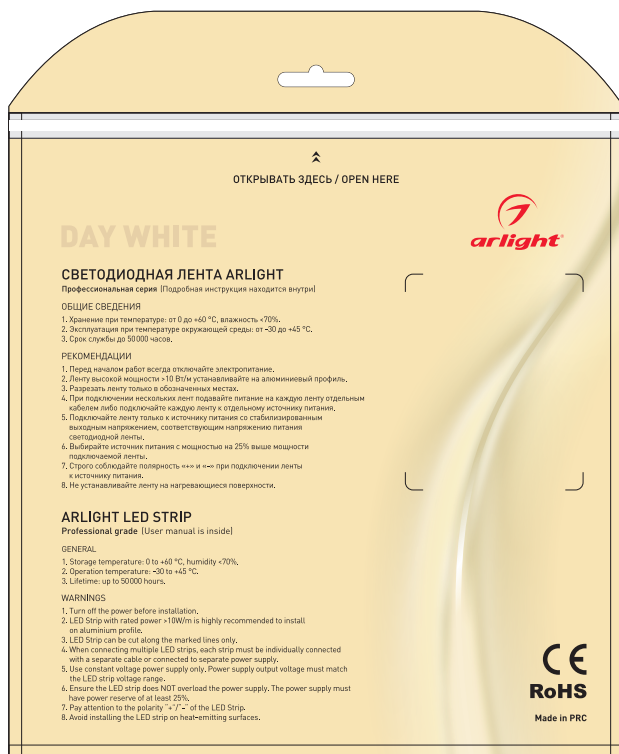 ОТКРЫВАТЬ ЗДЕСЬ / OPEN HERE
DAY WHITE
arlight®
СВЕТОДИОДНАЯ ЛЕНТА ARLIGHT
Профессиональная серия (Подробная инструкция находится внутри)
ОБЩИЕ СВЕДЕНИЯ
1. Хранение при температуре: от 0 до +60 °C, влажность <70%.
2. Эксплуатация при температуре окружающей среды: от -30 до +45 °C.
3. Срок службы до 50000 часов.
РЕКОМЕНДАЦИИ
1. Перед началом работ всегда отключайте электропитание.
2. Ленту высокой мощности >10 Вт/м устанавливайте на алюминиевый профиль.
3. Разрезать ленту только в обозначенных местах.
4. При подключении нескольких лент подавайте питание на каждую ленту отдельным
кабелем либо подключайте каждую ленту к отдельному источнику питания.
5. Подключайте ленту только к источнику питания со стабилизированным
выходным напряжением, соответствующим напряжению питания
светодиодной ленты.
6. Выбирайте источник питания с мощностью на 25% выше мощности
подключаемой ленты.
7. Строго соблюдайте полярность «+» и «-» при подключении ленты
к источнику питания.
8. Не устанавливайте ленту на нагревающиеся поверхности.
ARLIGHT LED STRIP
Professional grade (User manual is inside)
GENERAL
1. Storage temperature: 0 to +60 °C, humidity <70%.
2. Operation temperature: -30 to +45 °C.
3. Lifetime: up to 50000 hours.
WARNINGS
1. Turn off the power before installation.
2. LED Strip with rated power >10W/m is highly recommended to install
on aluminium profile.
3. LED Strip can be cut along the marked lines only.
4. When connecting multiple LED strips, each strip must be individually connected
with a separate cable or connected to separate power supply.
5. Use constant voltage power supply only. Power supply output voltage must match
the LED strip voltage range.
6. Ensure the LED strip does NOT overload the power supply. The power supply must
have power reserve of at least 25%.
7. Pay attention to the polarity "+"/"-" of the LED Strip.
8. Avoid installing the LED strip on heat-emitting surfaces.
CE
RoHS
Made in PRC